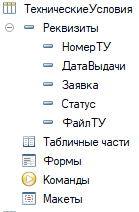 ТехническиеУсловия
Реквизиты
НомерТУ
ДатаВыдачи
Заявка
Статус
ФайлТУ
Табличные части
Формы
Команды
Макеты